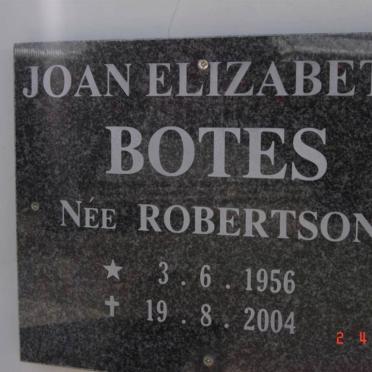 JOAN ELIZABET
BOTES
NÉE ROBERTSON
★ 3 . 6 . 1956
✝ 19 . 8 . 2004
2 4